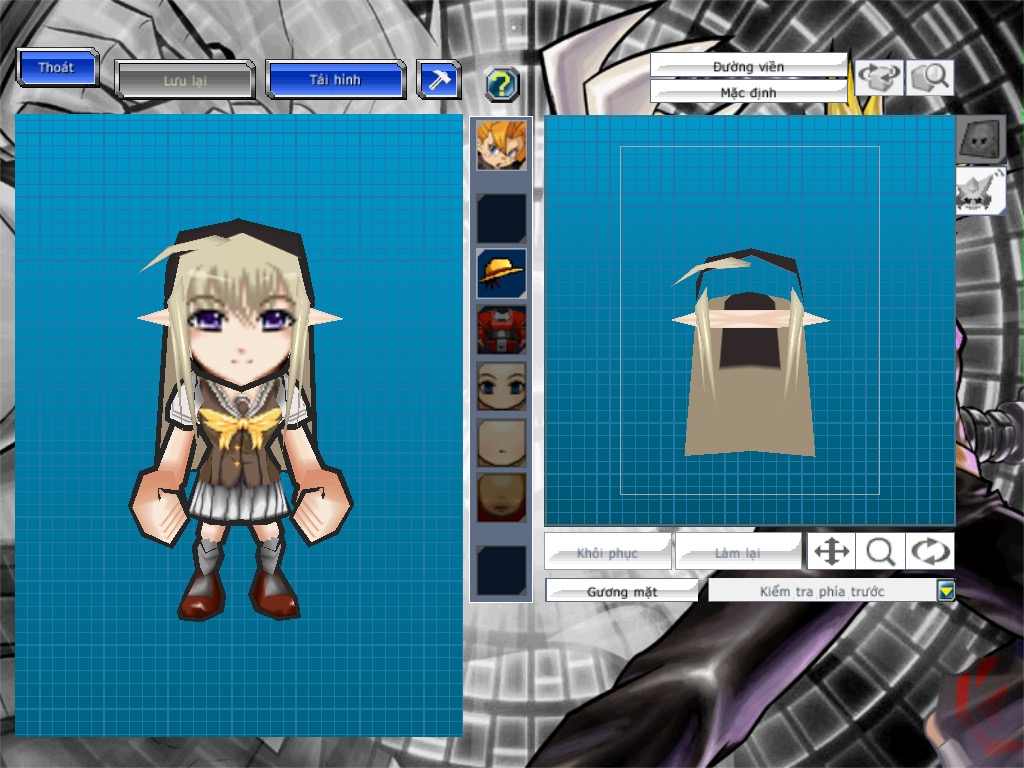 Thoát
Lưu lại
Tải hình
?
Đường viền
Mặc định
Khôi phục
Làm lại
Gương mặt
Kiểm tra phía trước